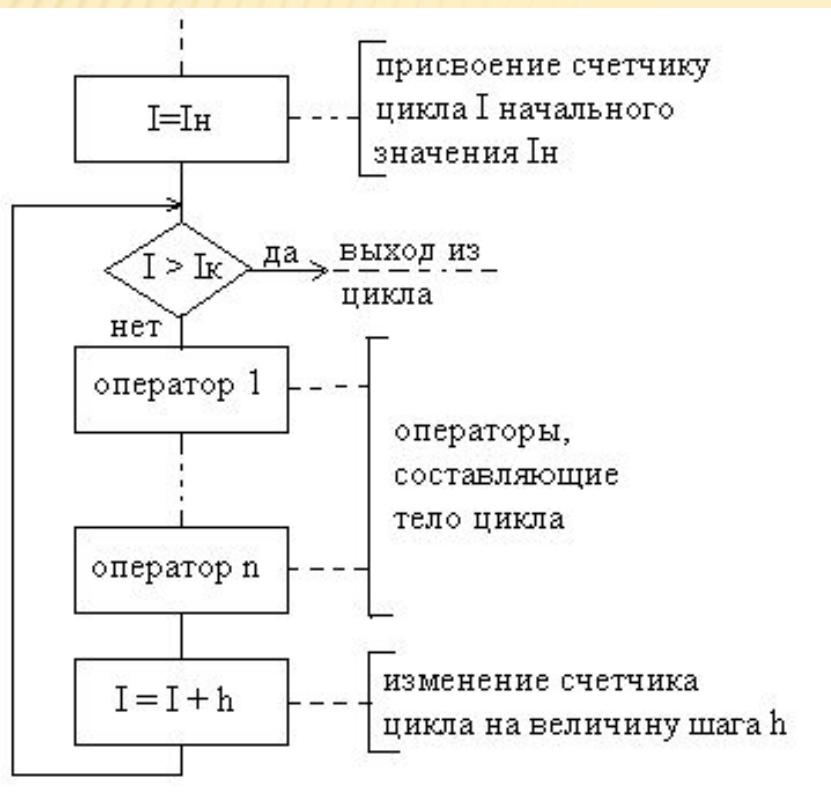 I=Iн
присвоение счетчику
цикла I начального
значения Iн
I > Iк
да
выход из
цикла
нет
оператор 1
операторы,
составляющие
тело цикла
оператор n
I = I + h
изменение счетчика
цикла на величину шага h